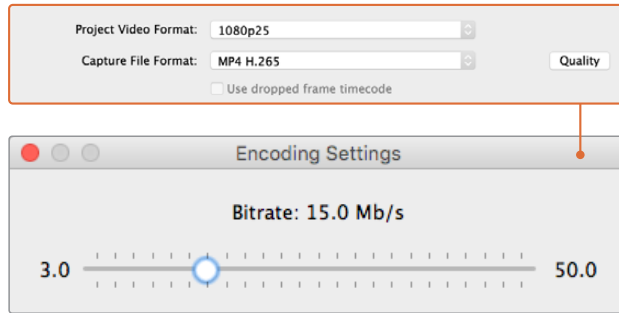 Project Video Format: 1080p25
Capture File Format: MP4 H.265 Quality
Use dropped frame timecode
Encoding Settings
Bitrate: 15.0 Mb/s
3.0 50.0